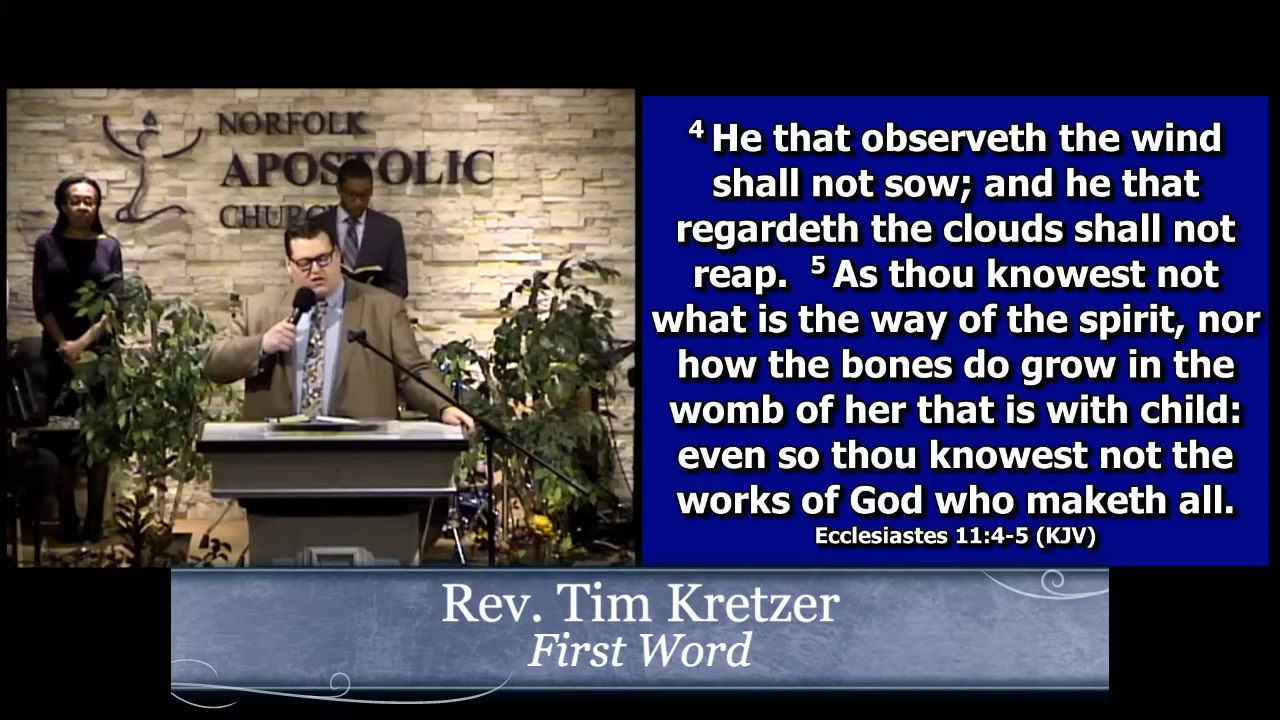 NORFOLK
APOSTOLIC
CHURCH
4 He that observeth the wind
shall not sow; and he that
regardeth the clouds shall not
reap. 5 As thou knowest not
what is the way of the spirit, nor
how the bones do grow in the
womb of her that is with child:
even so thou knowest not the
works of God who maketh all.
Ecclesiastes 11:4-5 (KJV)
Rev. Tim Kretzer
First Word